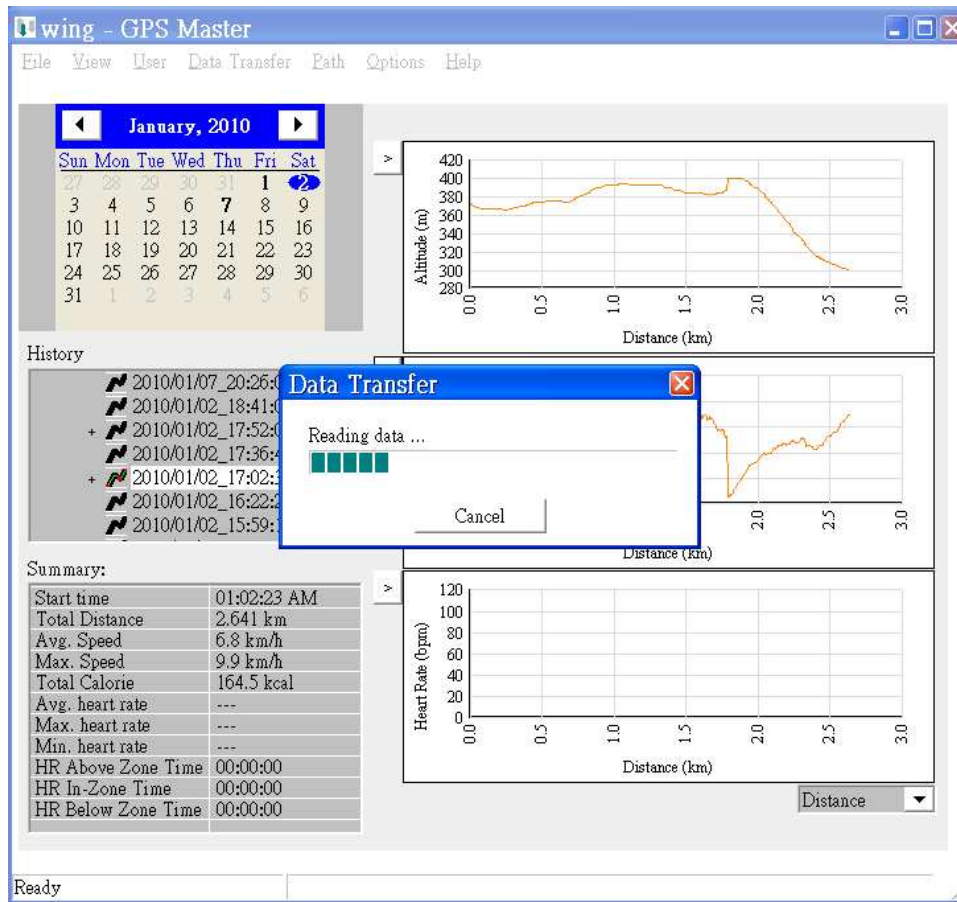 wing - GPS Master
File View User Data Transfer Path Options Help
January, 2010
Sun Mon Tue Wed Thu Fri Sat
27 28 29 30 31 1 2
3 4 5 6 7 8 9
10 11 12 13 14 15 16
17 18 19 20 21 22 23
24 25 26 27 28 29 30
31 1 2 3 4 5 6
>
420
400
380
360
340
320
300
280
Altitude (m)
0.0 0.5 1.0 1.5 2.0 2.5 3.0
Distance (km)
History
2010/01/07_20:26:
2010/01/02_18:41:
+ 2010/01/02_17:52:
2010/01/02_17:36:
+ 2010/01/02_17:02:
2010/01/02_16:22:
2010/01/02_15:59:
Data Transfer
Reading data ...
Cancel
2.0 2.5 3.0
Distance (km)
Summary:
Start time 01:02:23 AM
Total Distance 2.641 km
Avg. Speed 6.8 km/h
Max. Speed 9.9 km/h
Total Calorie 164.5 kcal
Avg. heart rate ---
Max. heart rate ---
Min. heart rate ---
HR Above Zone Time 00:00:00
HR In-Zone Time 00:00:00
HR Below Zone Time 00:00:00
>
120
100
80
60
40
20
0
Heart Rate (bpm)
0.0 0.5 1.0 1.5 2.0 2.5 3.0
Distance (km)
Distance
Ready